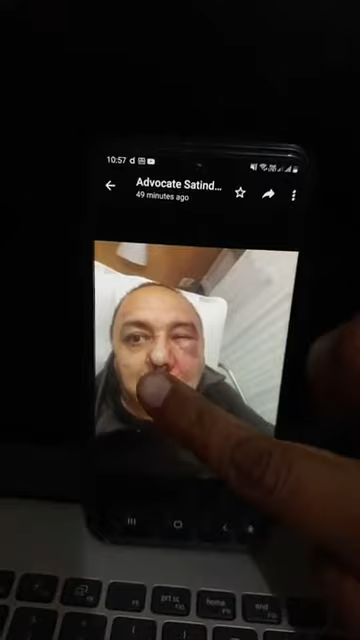 10:57
Advocate Satind...
49 minutes ago
prt sc
home
end